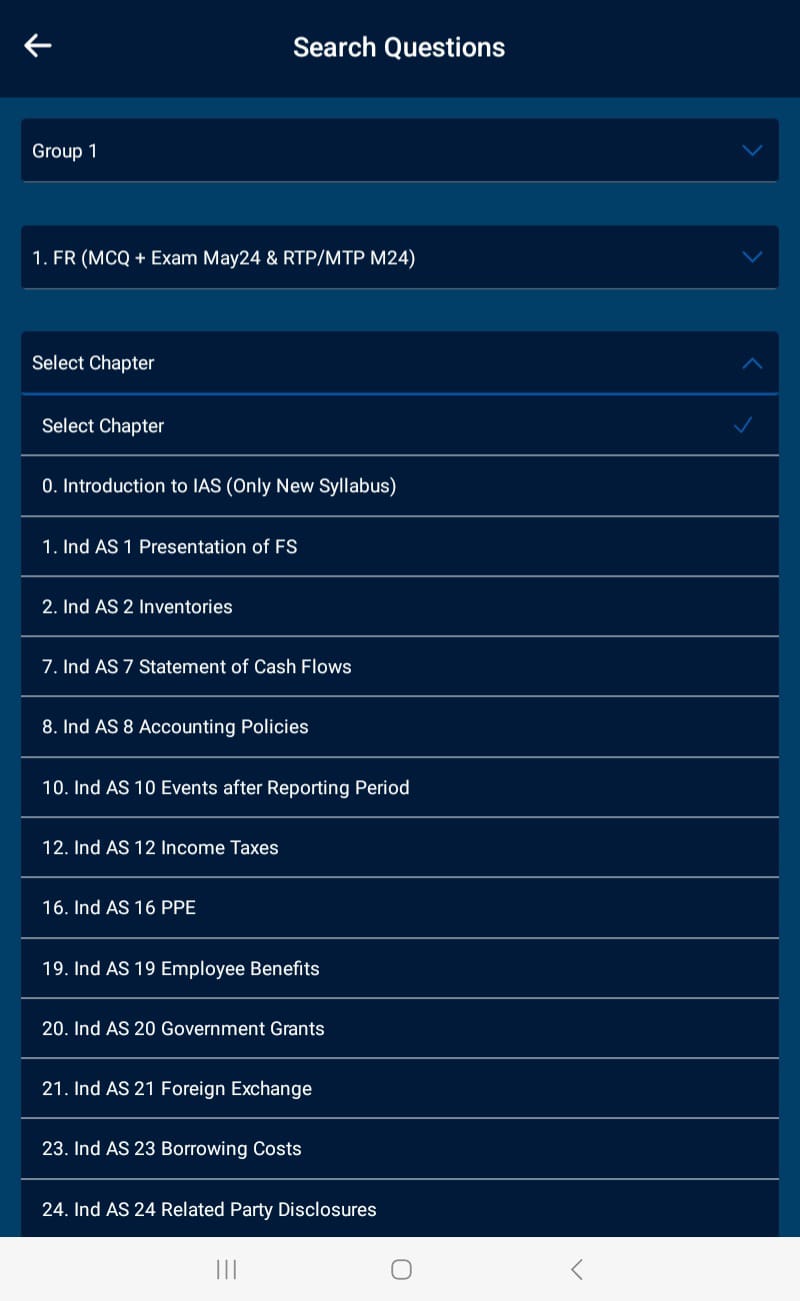 Search Questions
Group 1
1. FR (MCQ + Exam May24 & RTP/MTP M24)
Select Chapter
Select Chapter
0. Introduction to IAS (Only New Syllabus)
1. Ind AS 1 Presentation of FS
2. Ind AS 2 Inventories
7. Ind AS 7 Statement of Cash Flows
8. Ind AS 8 Accounting Policies
10. Ind AS 10 Events after Reporting Period
12. Ind AS 12 Income Taxes
16. Ind AS 16 PPE
19. Ind AS 19 Employee Benefits
20. Ind AS 20 Government Grants
21. Ind AS 21 Foreign Exchange
23. Ind AS 23 Borrowing Costs
24. Ind AS 24 Related Party Disclosures